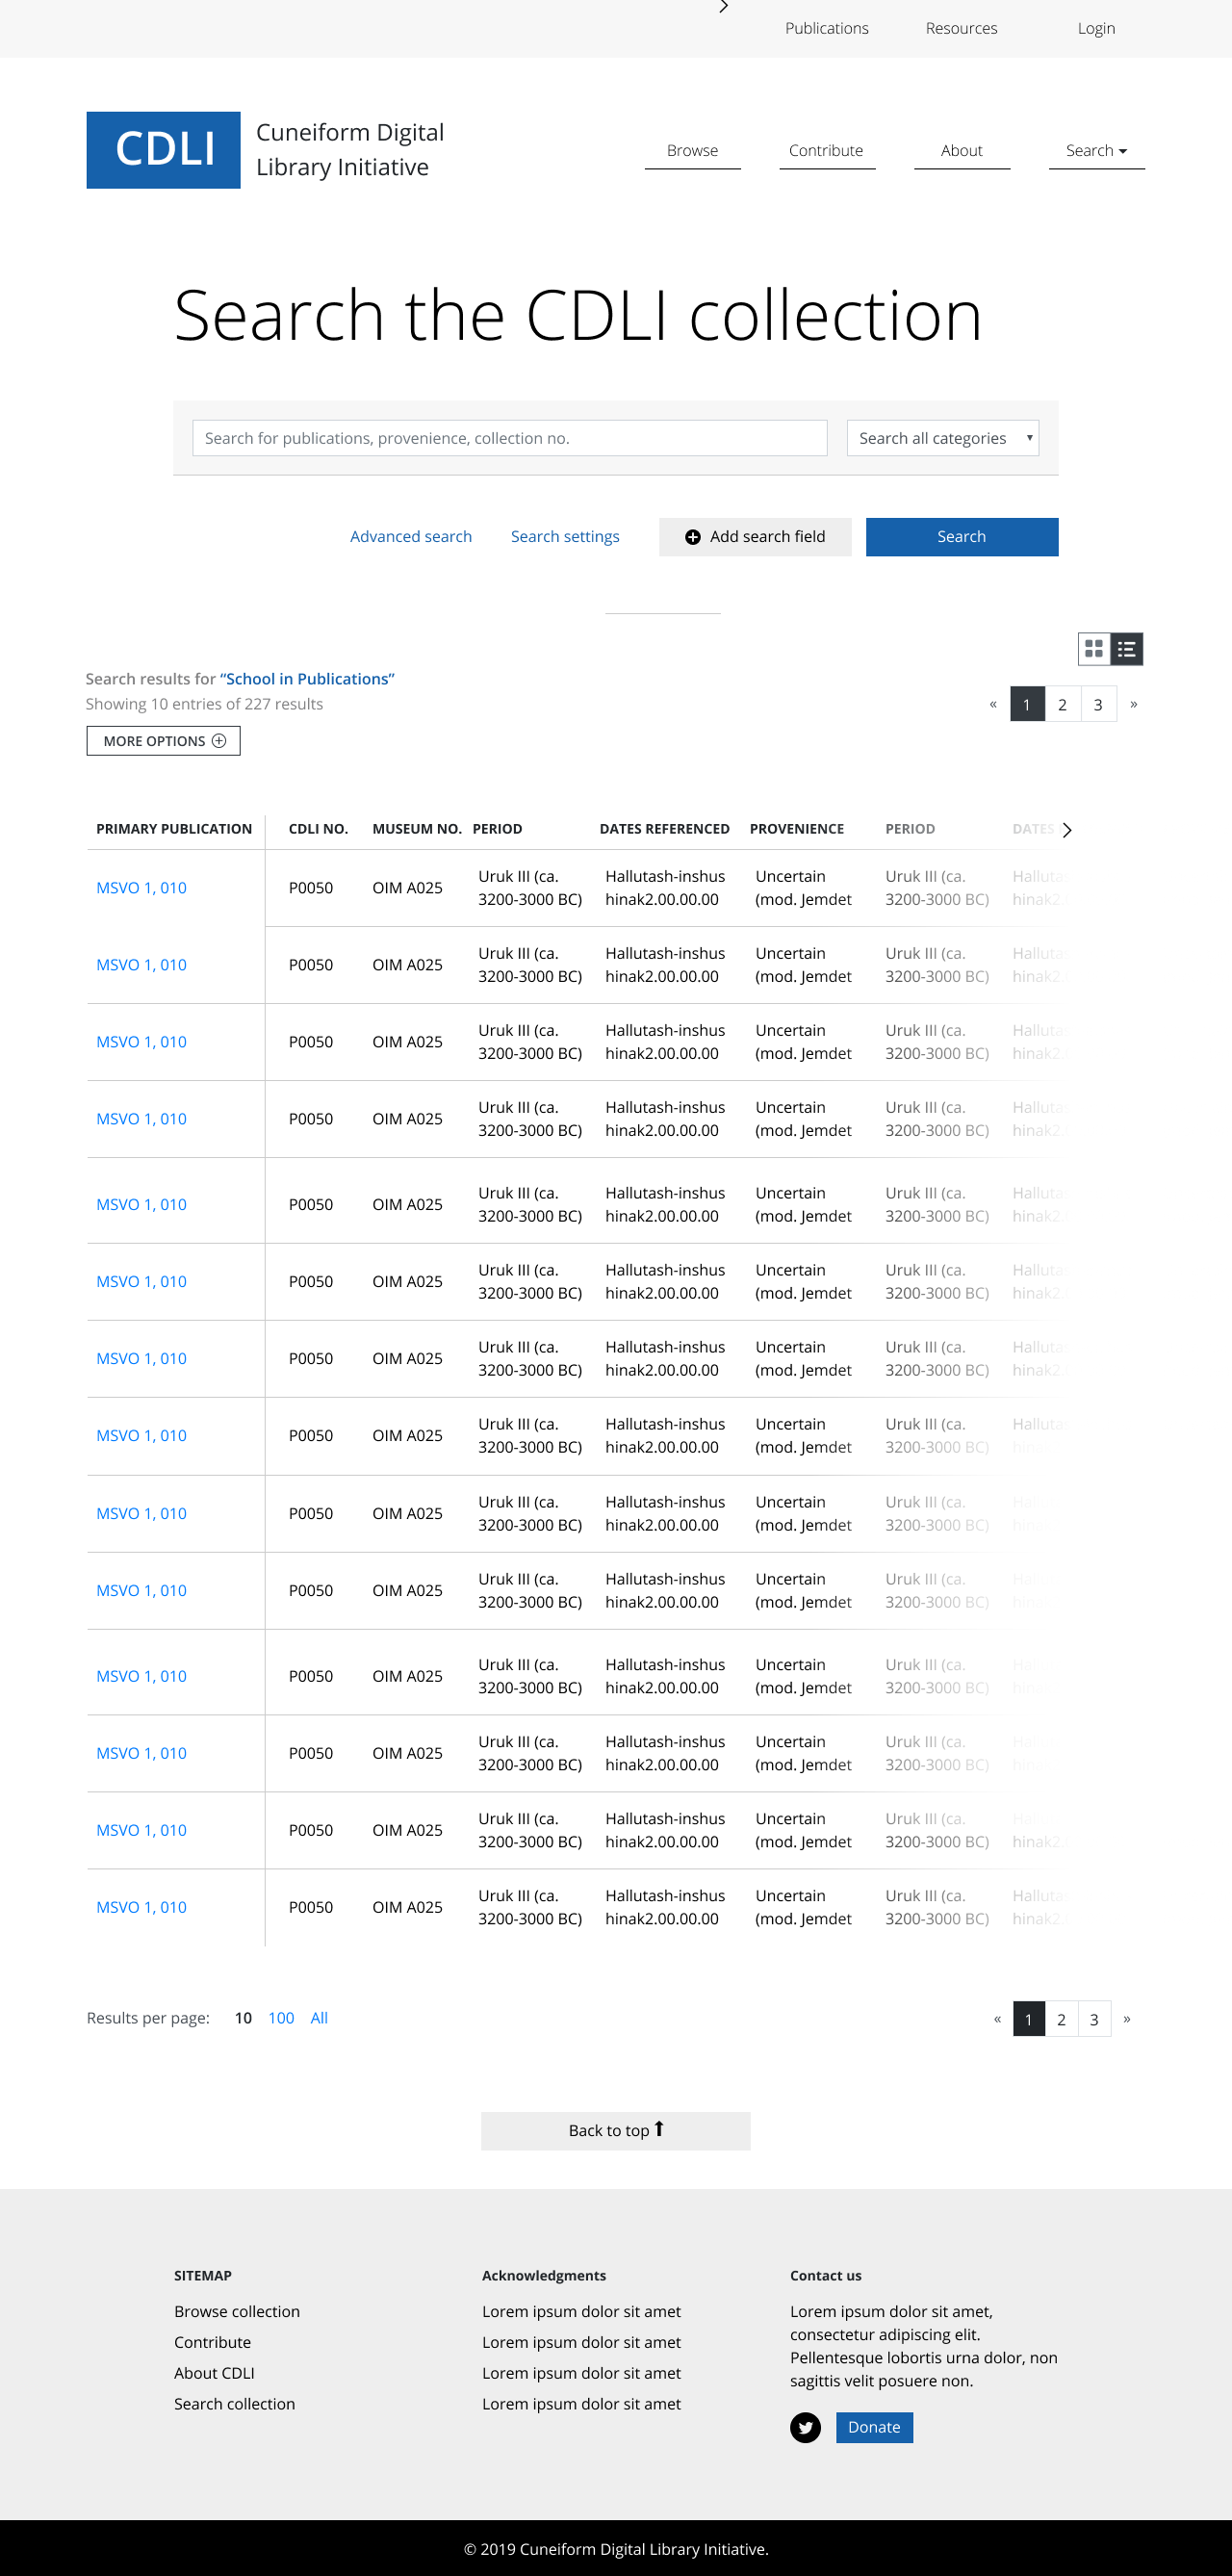 Publications Resources Login
CDLI
Cuneiform Digital
Library Initiative
Browse Contribute About Search
Search the CDLI collection
Search for publications, provenience, collection no. Search all categories
Advanced search Search settings Add search field Search
Search results for “School in Publications”
Showing 10 entries of 227 results
« 1 2 3 »
MORE OPTIONS
PRIMARY PUBLICATION CDLI NO. MUSEUM NO. PERIOD DATES REFERENCED PROVENIENCE PERIOD DATES
MSVO 1, 010 P0050 OIM A025 Uruk III (ca. Hallutash-inshus Uncertain Uruk III (ca.
3200-3000 BC) hinak2.00.00.00 (mod. Jemdet 3200-3000 BC)
MSVO 1, 010 P0050 OIM A025 Uruk III (ca. Hallutash-inshus Uncertain Uruk III (ca.
3200-3000 BC) hinak2.00.00.00 (mod. Jemdet 3200-3000 BC)
MSVO 1, 010 P0050 OIM A025 Uruk III (ca. Hallutash-inshus Uncertain Uruk III (ca.
3200-3000 BC) hinak2.00.00.00 (mod. Jemdet 3200-3000 BC)
MSVO 1, 010 P0050 OIM A025 Uruk III (ca. Hallutash-inshus Uncertain Uruk III (ca.
3200-3000 BC) hinak2.00.00.00 (mod. Jemdet 3200-3000 BC)
MSVO 1, 010 P0050 OIM A025 Uruk III (ca. Hallutash-inshus Uncertain Uruk III (ca.
3200-3000 BC) hinak2.00.00.00 (mod. Jemdet 3200-3000 BC)
MSVO 1, 010 P0050 OIM A025 Uruk III (ca. Hallutash-inshus Uncertain Uruk III (ca.
3200-3000 BC) hinak2.00.00.00 (mod. Jemdet 3200-3000 BC)
MSVO 1, 010 P0050 OIM A025 Uruk III (ca. Hallutash-inshus Uncertain Uruk III (ca.
3200-3000 BC) hinak2.00.00.00 (mod. Jemdet 3200-3000 BC)
MSVO 1, 010 P0050 OIM A025 Uruk III (ca. Hallutash-inshus Uncertain Uruk III (ca.
3200-3000 BC) hinak2.00.00.00 (mod. Jemdet 3200-3000 BC)
MSVO 1, 010 P0050 OIM A025 Uruk III (ca. Hallutash-inshus Uncertain Uruk III (ca.
3200-3000 BC) hinak2.00.00.00 (mod. Jemdet 3200-3000 BC)
MSVO 1, 010 P0050 OIM A025 Uruk III (ca. Hallutash-inshus Uncertain Uruk III (ca.
3200-3000 BC) hinak2.00.00.00 (mod. Jemdet 3200-3000 BC)
MSVO 1, 010 P0050 OIM A025 Uruk III (ca. Hallutash-inshus Uncertain Uruk III (ca.
3200-3000 BC) hinak2.00.00.00 (mod. Jemdet 3200-3000 BC)
MSVO 1, 010 P0050 OIM A025 Uruk III (ca. Hallutash-inshus Uncertain Uruk III (ca.
3200-3000 BC) hinak2.00.00.00 (mod. Jemdet 3200-3000 BC)
MSVO 1, 010 P0050 OIM A025 Uruk III (ca. Hallutash-inshus Uncertain Uruk III (ca.
3200-3000 BC) hinak2.00.00.00 (mod. Jemdet 3200-3000 BC)
MSVO 1, 010 P0050 OIM A025 Uruk III (ca. Hallutash-inshus Uncertain Uruk III (ca.
3200-3000 BC) hinak2.00.00.00 (mod. Jemdet 3200-3000 BC)
Results per page: 10 100 All « 1 2 3 »
Back to top
SITEMAP
Browse collection
Contribute
About CDLI
Search collection
Acknowledgments
Lorem ipsum dolor sit amet
Lorem ipsum dolor sit amet
Lorem ipsum dolor sit amet
Lorem ipsum dolor sit amet
Contact us
Lorem ipsum dolor sit amet,
consectetur adipiscing elit.
Pellentesque lobortis urna dolor, non
sagittis velit posuere non.
Donate
© 2019 Cuneiform Digital Library Initiative.